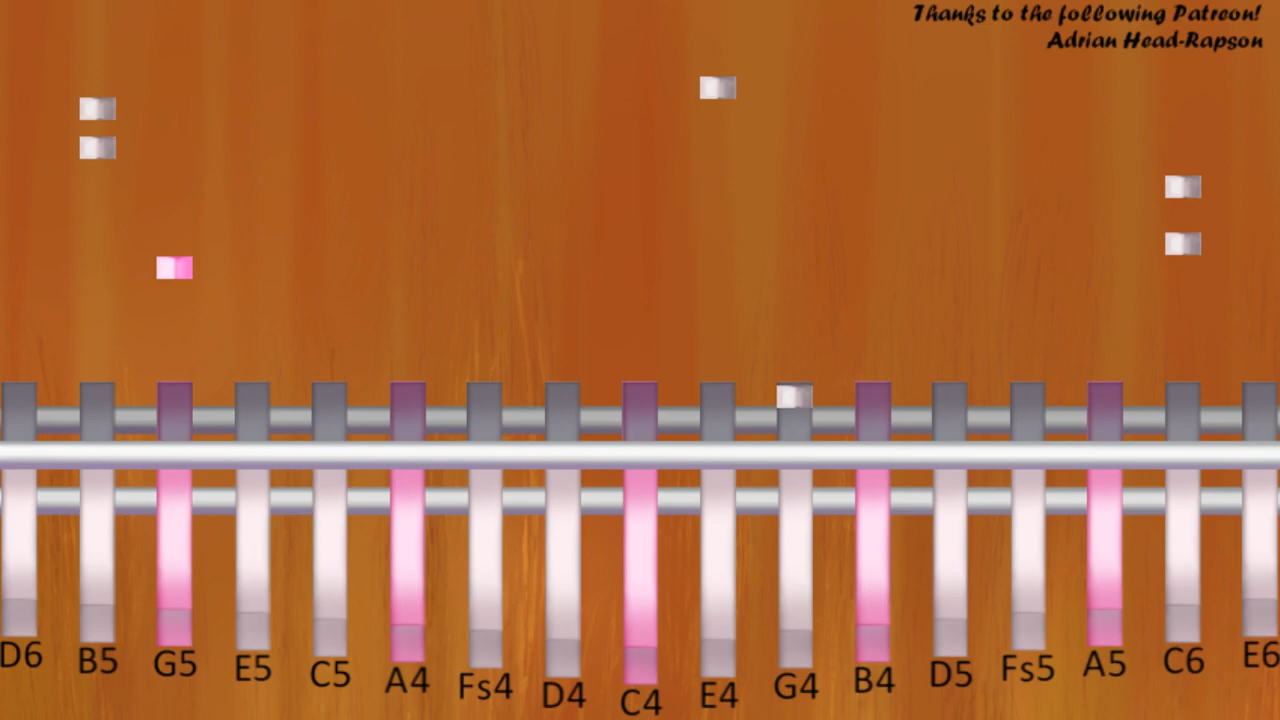 Thanks to the following Patreon!
Adrian Head-Rapson
D6 B5 G5 E5 C5 A4 Fs4 D4 C4 E4 G4 B4 D5 Fs5 A5 C6 E6